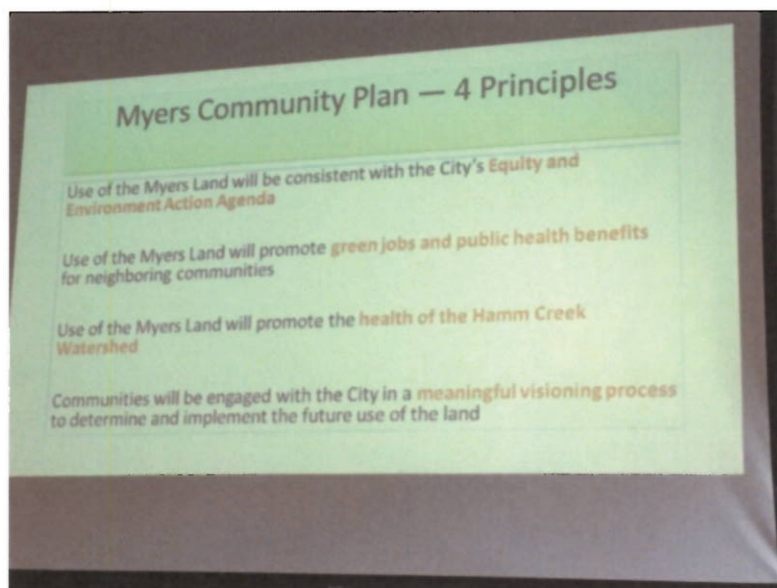 Myers Community Plan — 4 Principles
Use of the Myers Land will be consistent with the City's Equity and
Environment Action Agenda
Use of the Myers Land will promote green jobs and public health benefits
for neighboring communities
Use of the Myers Land will promote the health of the Hamm Creek
Watershed
Communities will be engaged with the City in a meaningful visioning process
to determine and implement the future use of the land